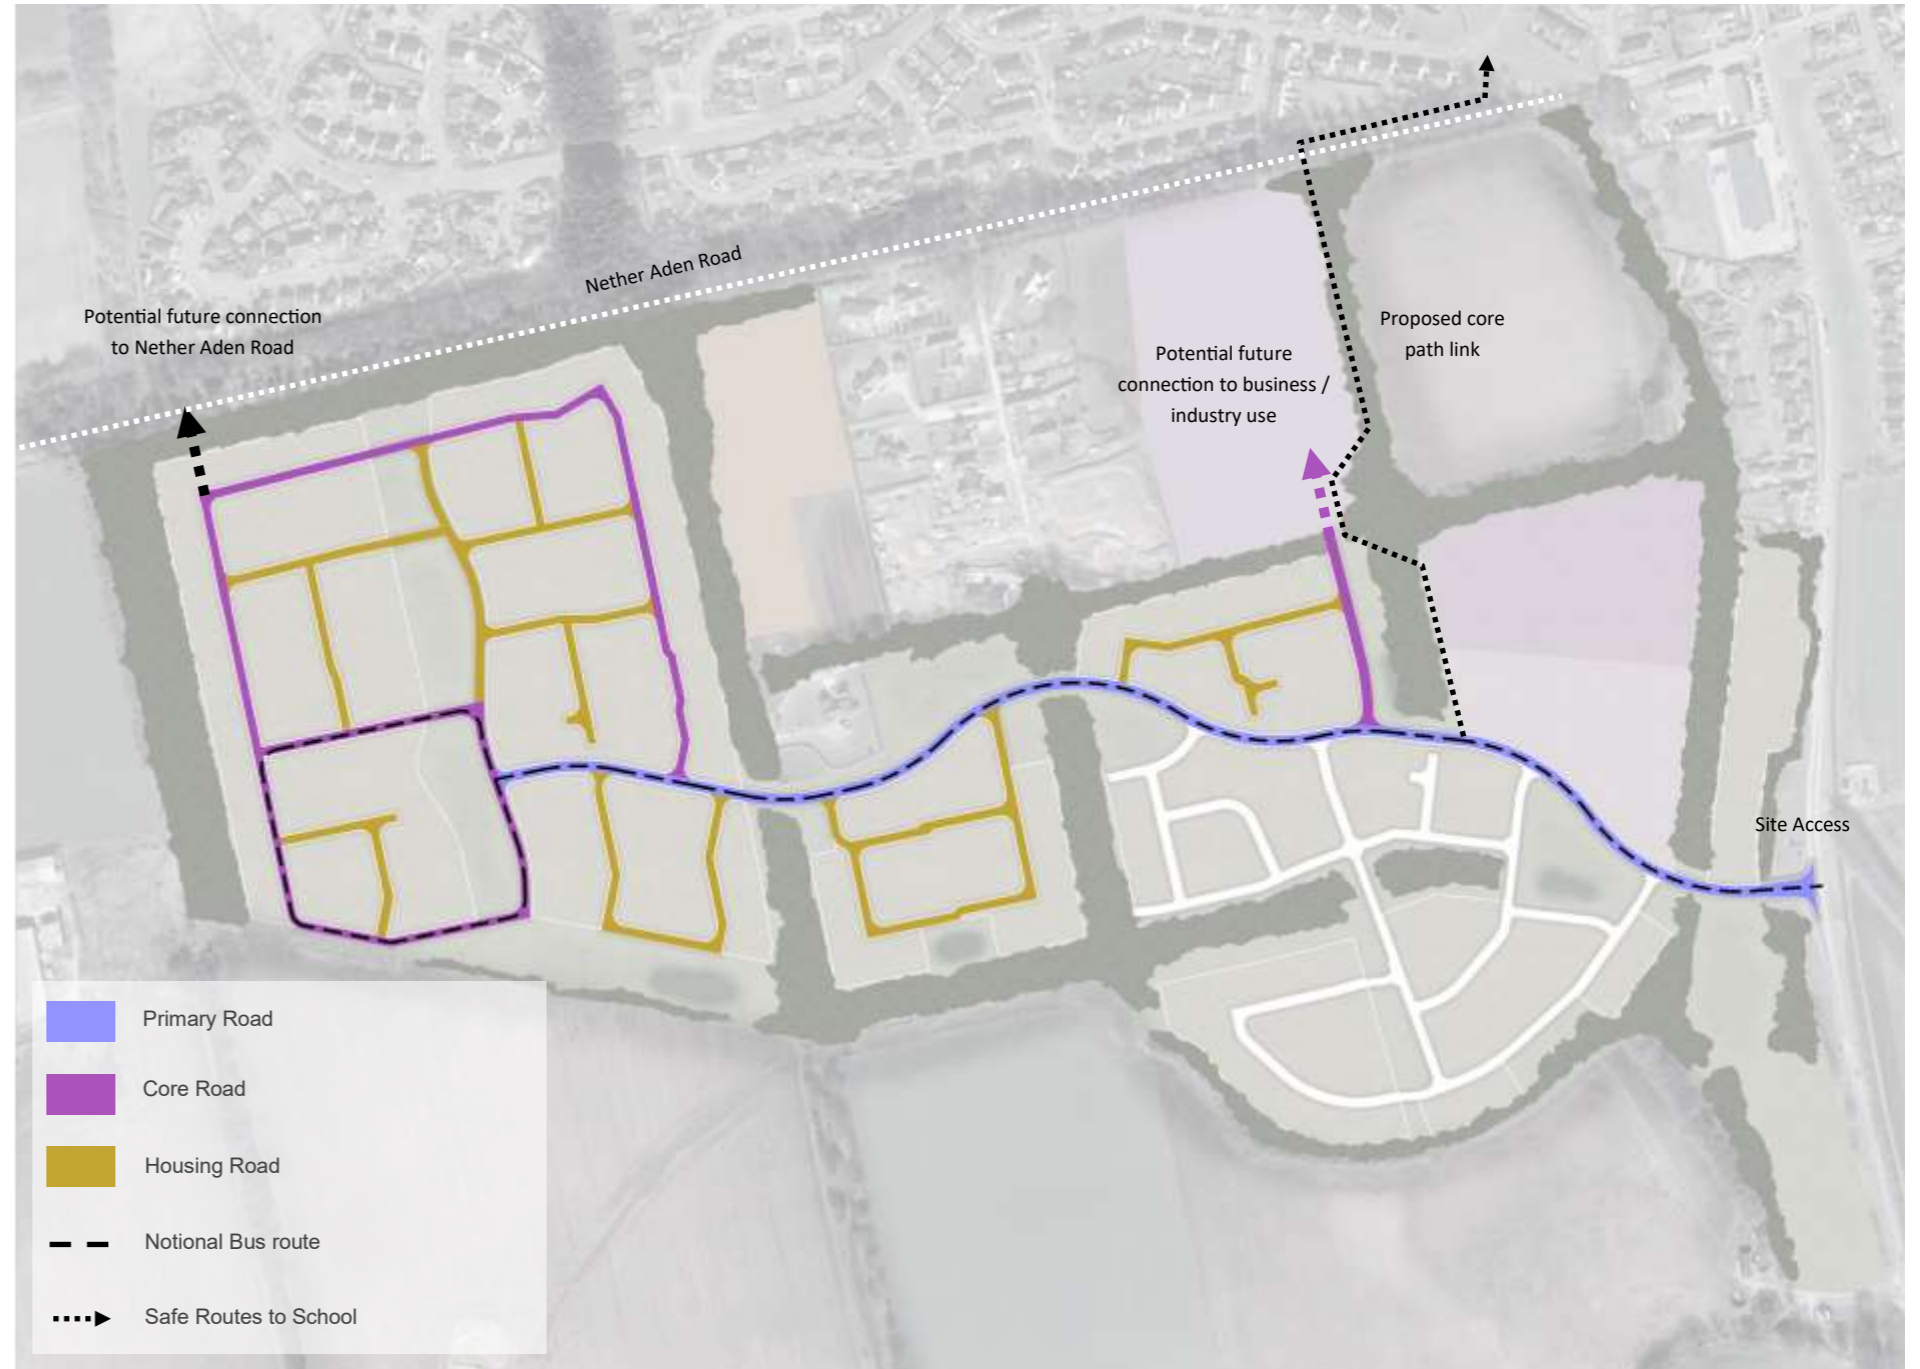 Nether Aden Road
Potential future connection
to Nether Aden Road
Proposed core
path link
Potential future
connection to business /
industry use
Site Access
Primary Road
Core Road
Housing Road
Notional Bus route
Safe Routes to School